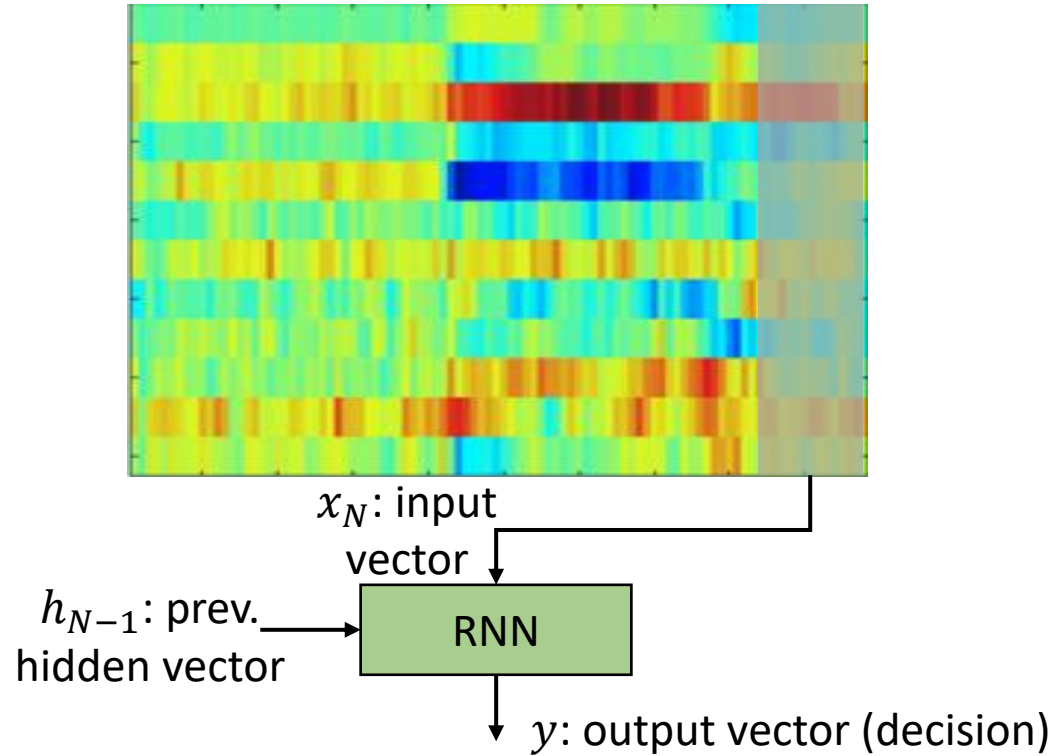 x_N: input
vector
h_{N−1}: prev.
hidden vector
RNN
y: output vector (decision)